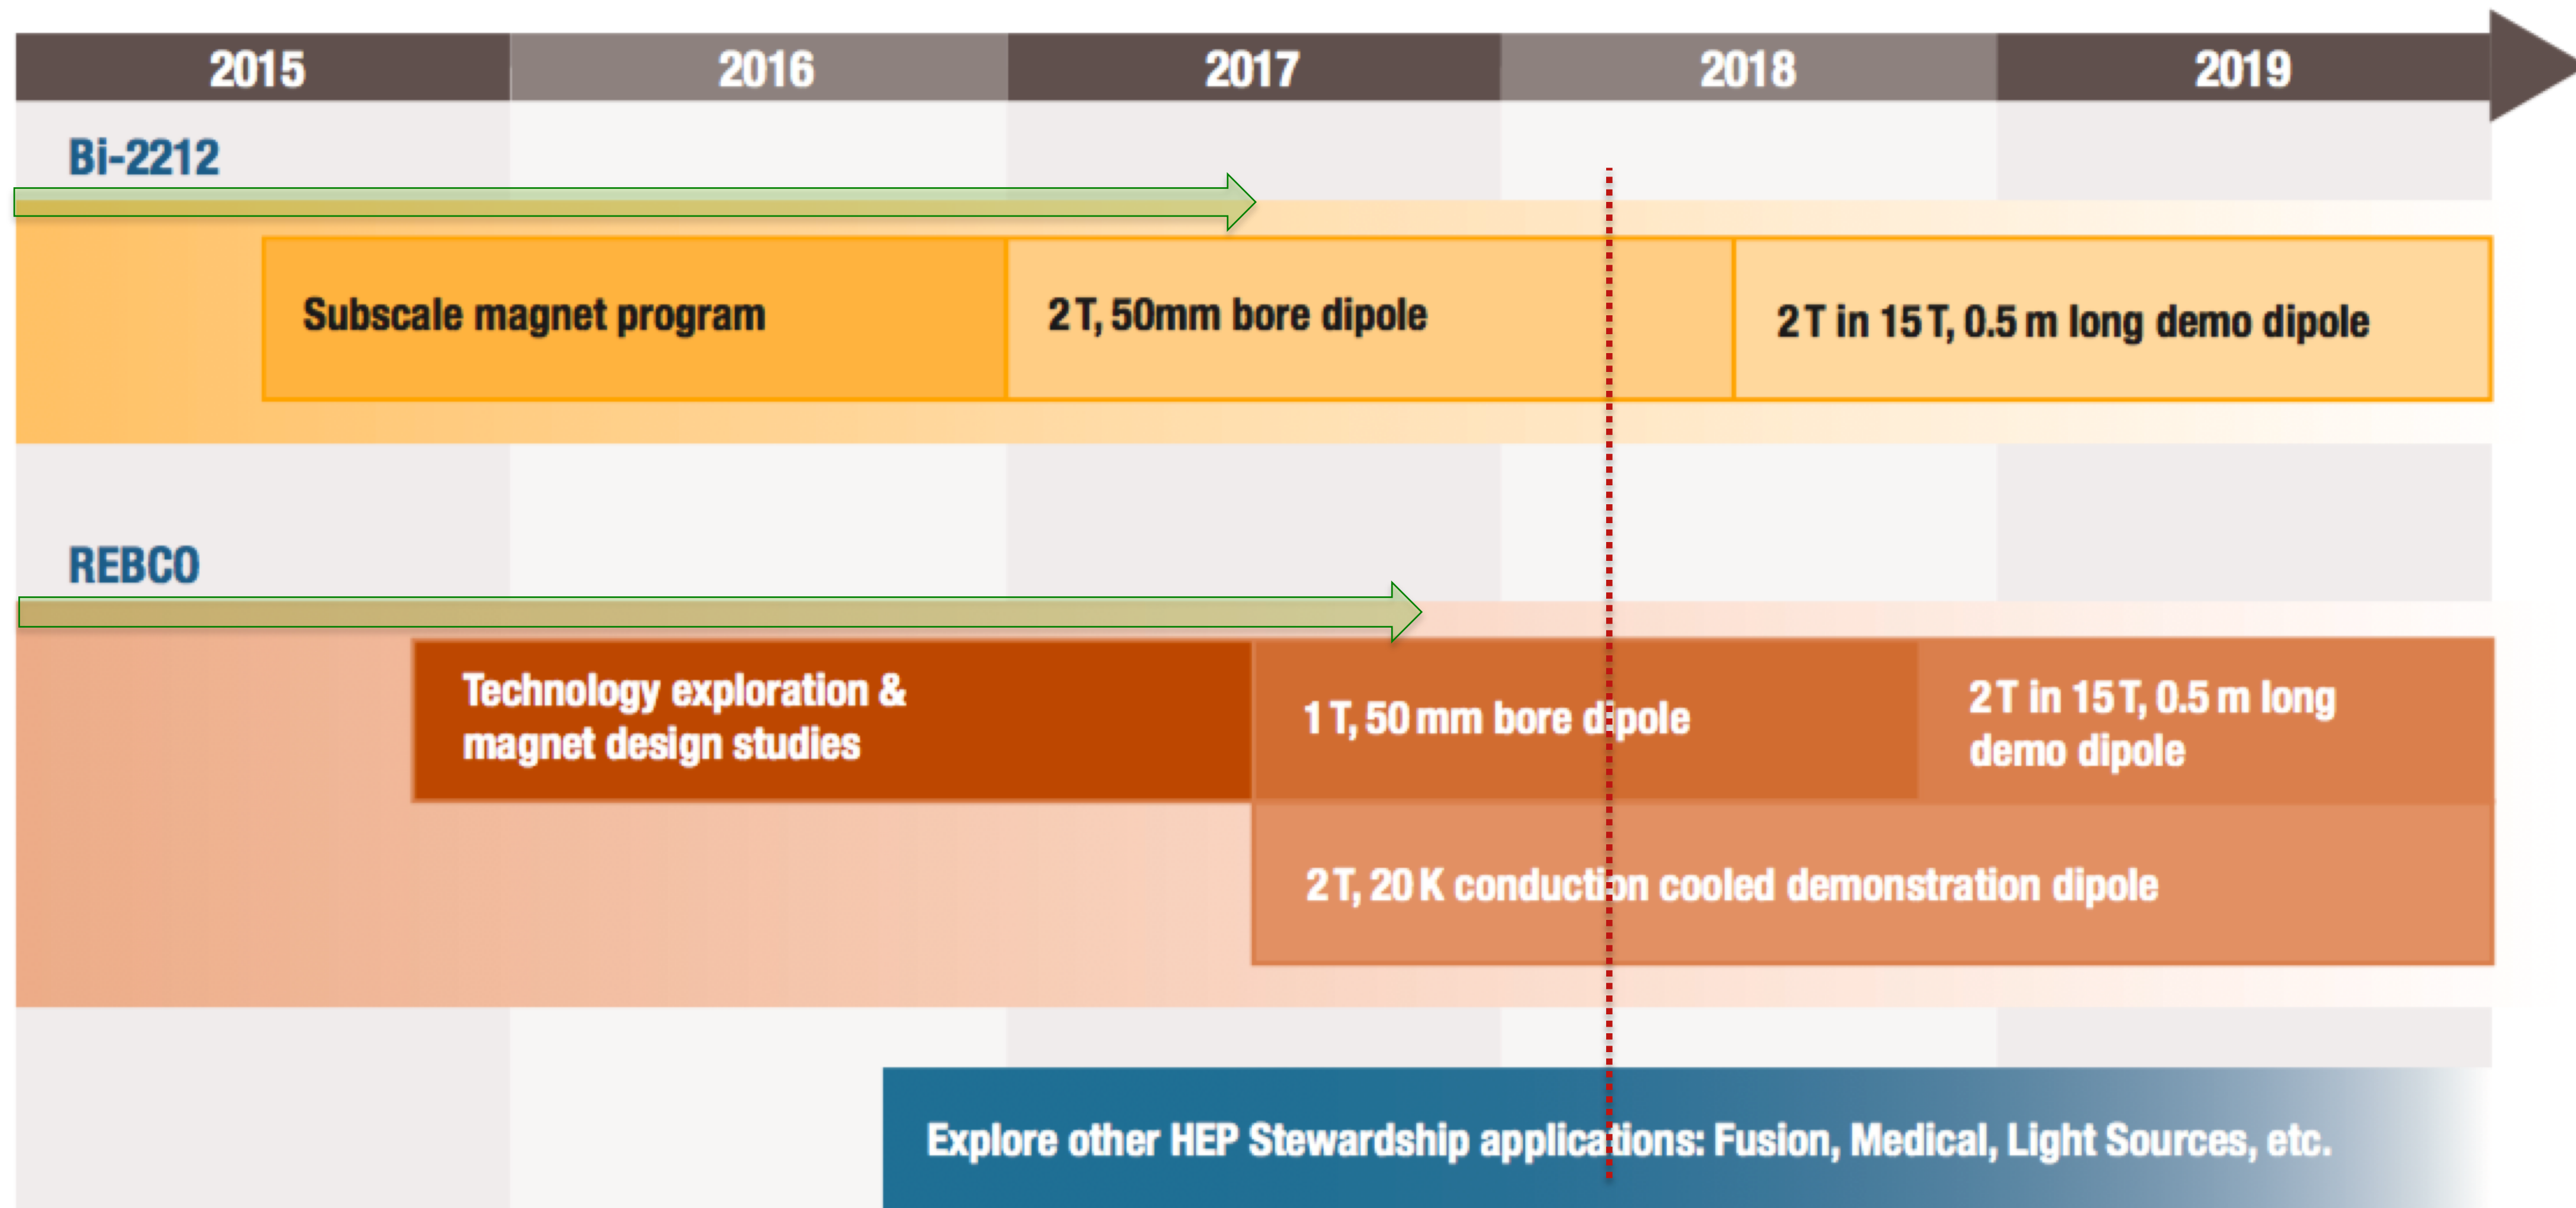 2015 2016 2017 2018 2019
Bi-2212
Subscale magnet program
2 T, 50mm bore dipole
2 T in 15 T, 0.5 m long demo dipole
REBCO
Technology exploration &
magnet design studies
1 T, 50 mm bore dipole
2 T in 15 T, 0.5 m long
demo dipole
2 T, 20 K conduction cooled demonstration dipole
Explore other HEP Stewardship applications: Fusion, Medical, Light Sources, etc.